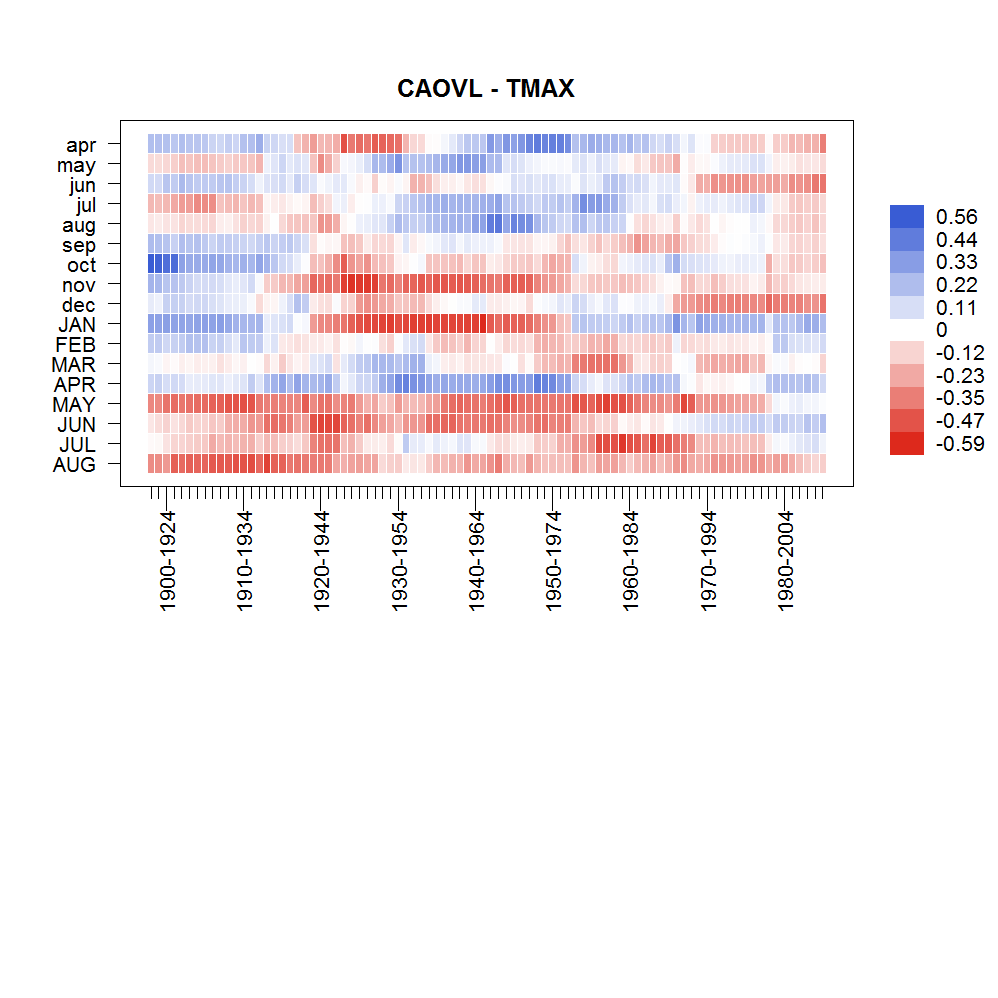 CAOVL - TMAX
apr
may
jun
jul
aug
sep
oct
nov
dec
JAN
FEB
MAR
APR
MAY
JUN
JUL
AUG
0.56
0.44
0.33
0.22
0.11
0
-0.12
-0.23
-0.35
-0.47
-0.59
1900-1924
1910-1934
1920-1944
1930-1954
1940-1964
1950-1974
1960-1984
1970-1994
1980-2004